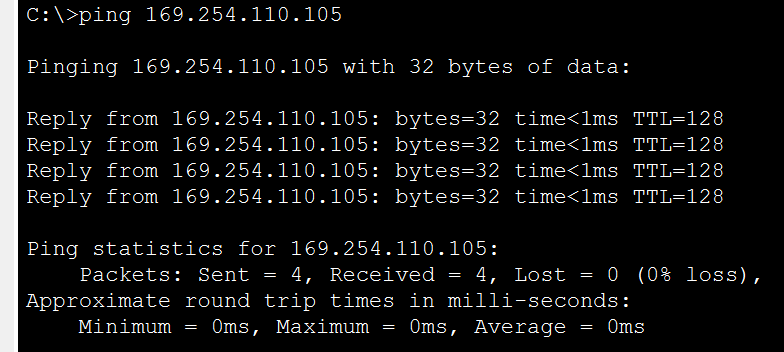 C:\>ping 169.254.110.105
Pinging 169.254.110.105 with 32 bytes of data:
Reply from 169.254.110.105: bytes=32 time<1ms TTL=128
Reply from 169.254.110.105: bytes=32 time<1ms TTL=128
Reply from 169.254.110.105: bytes=32 time<1ms TTL=128
Reply from 169.254.110.105: bytes=32 time<1ms TTL=128
Ping statistics for 169.254.110.105:
    Packets: Sent = 4, Received = 4, Lost = 0 (0% loss),
Approximate round trip times in milli-seconds:
    Minimum = 0ms, Maximum = 0ms, Average = 0ms